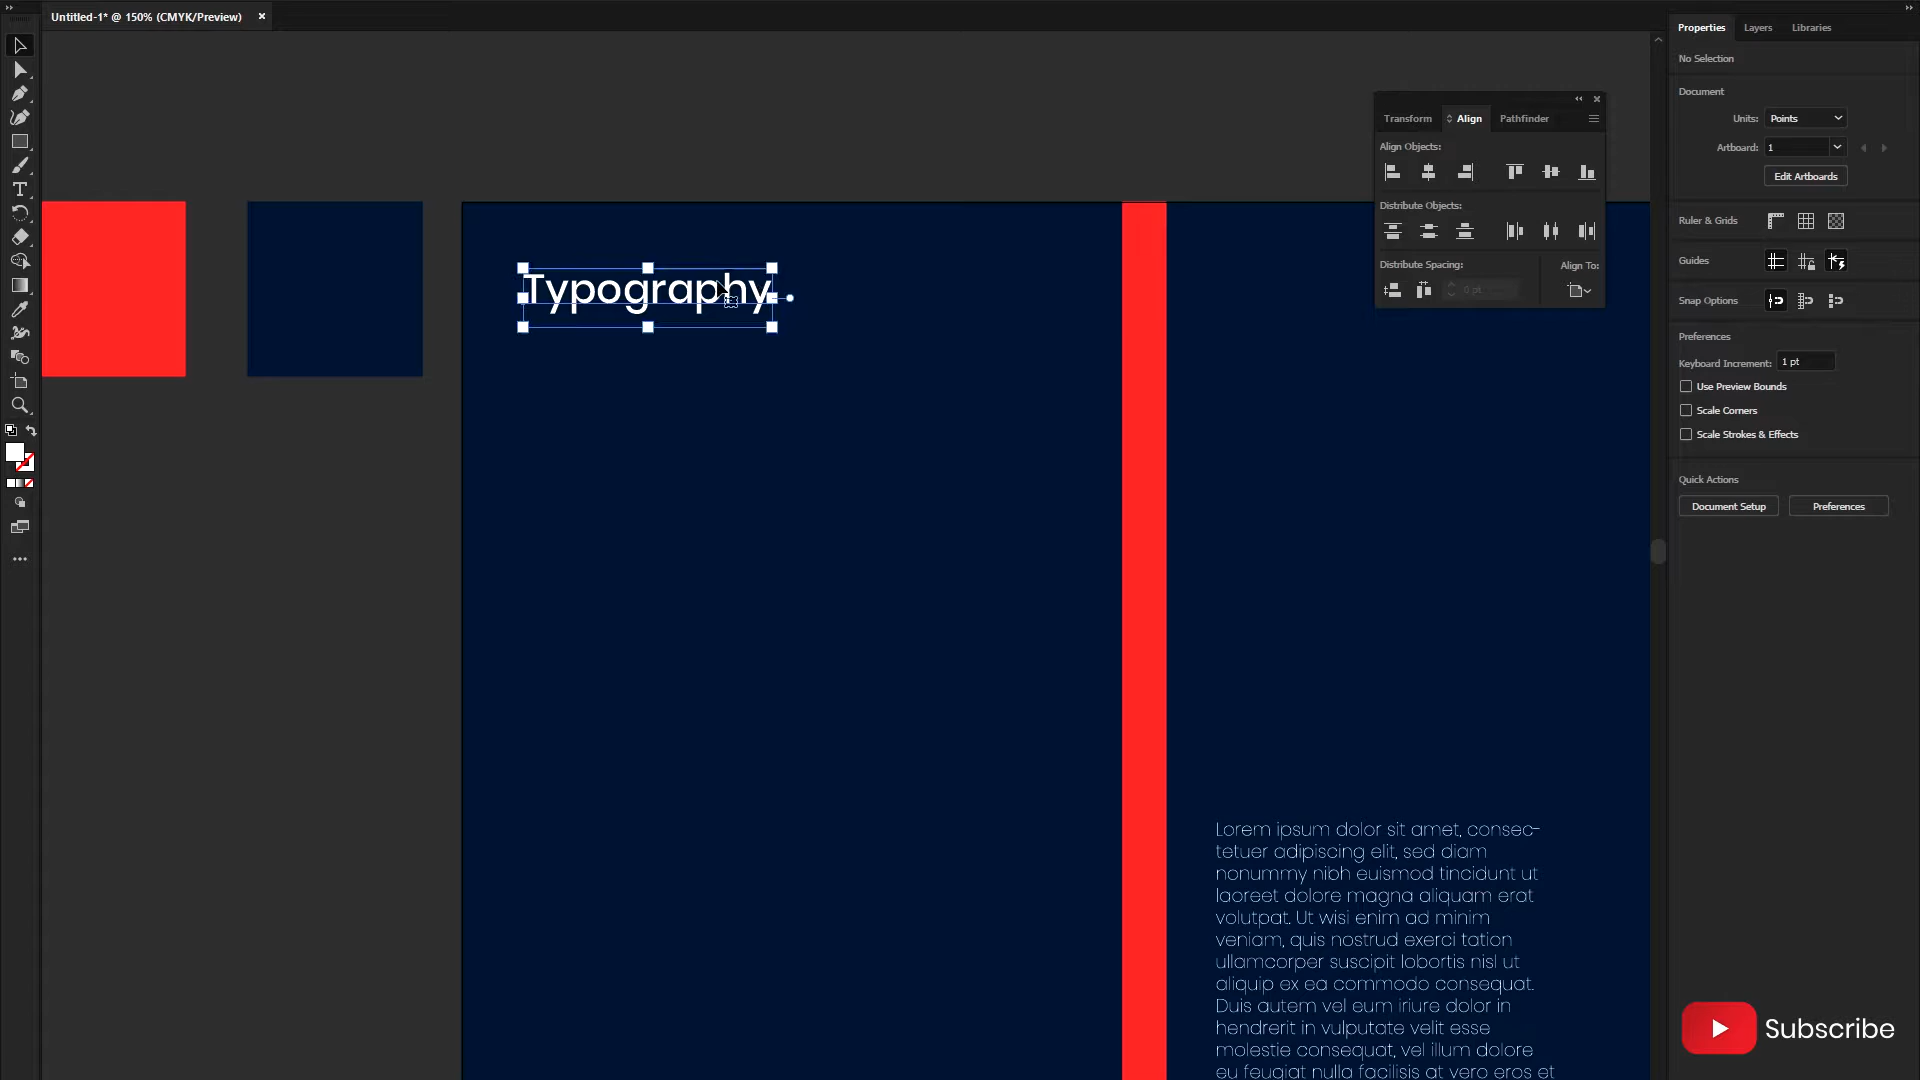 Untitled-1* @ 150% (CMYK/Preview)
Properties
Layers
Libraries
No Selection
Document
Units:
Points
Artboard:
1
Edit Artboards
Ruler & Grids
Guides
Snap Options
Preferences
Keyboard Increment:
1 pt
Use Preview Bounds
Scale Corners
Scale Strokes & Effects
Quick Actions
Document Setup
Preferences
Transform
Align
Pathfinder
Align Objects:
Distribute Objects:
Distribute Spacing:
Align To:
0 pt
Typography
Lorem ipsum dolor sit amet, consec-
tetuer adipiscing elit, sed diam
nonummy nibh euismod tincidunt ut
laoreet dolore magna aliquam erat
volutpat. Ut wisi enim ad minim
veniam, quis nostrud exerci tation
ullamcorper suscipit lobortis nisl ut
aliquip ex ea commodo consequat.
Duis autem vel eum iriure dolor in
hendrerit in vulputate velit esse
molestie consequat, vel illum dolore
eu feugiat nulla facilisis at vero eros et
Subscribe